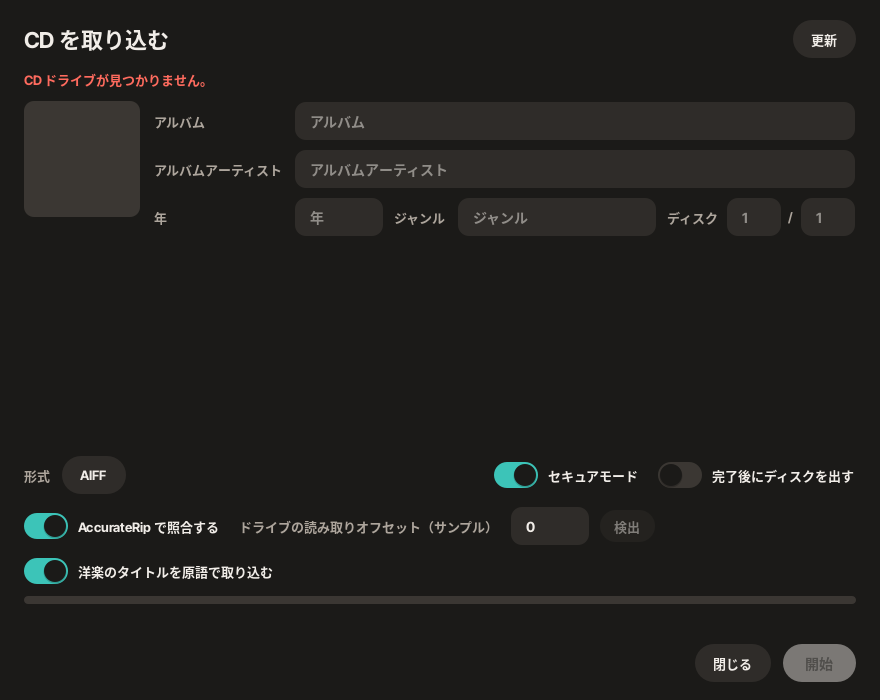 CD を取り込む 更新
CD ドライブが見つかりません。
アルバム アルバム
アルバムアーティスト アルバムアーティスト
年 年 ジャンル ジャンル ディスク 1 / 1
形式 AIFF セキュアモード 完了後にディスクを出す
AccurateRip で照合する ドライブの読み取りオフセット（サンプル） 0 検出
洋楽のタイトルを原語で取り込む
閉じる 開始